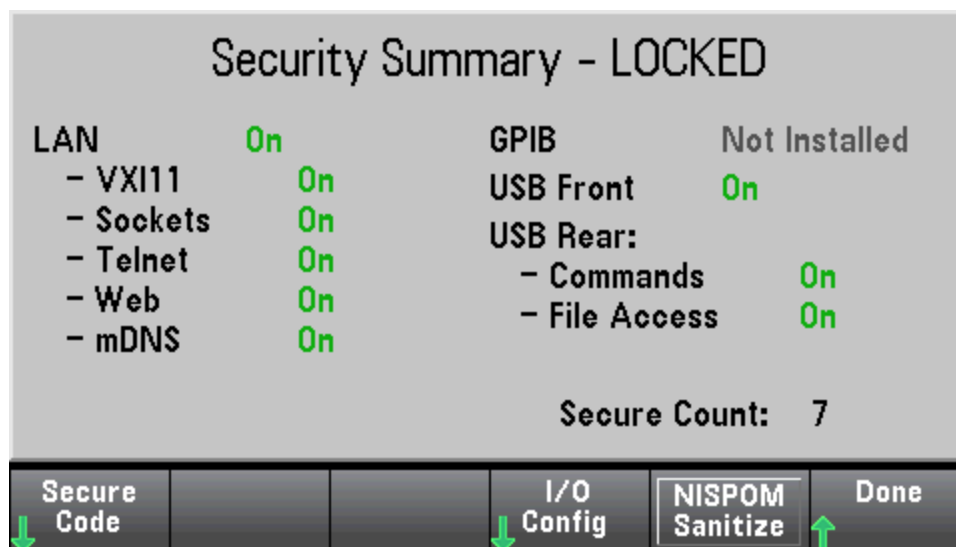 Security Summary - LOCKED
LAN On
- VXI11 On
- Sockets On
- Telnet On
- Web On
- mDNS On
GPIB Not Installed
USB Front On
USB Rear:
- Commands On
- File Access On
Secure Count: 7
Secure
Code
I/O
Config
NISPOM
Sanitize
Done